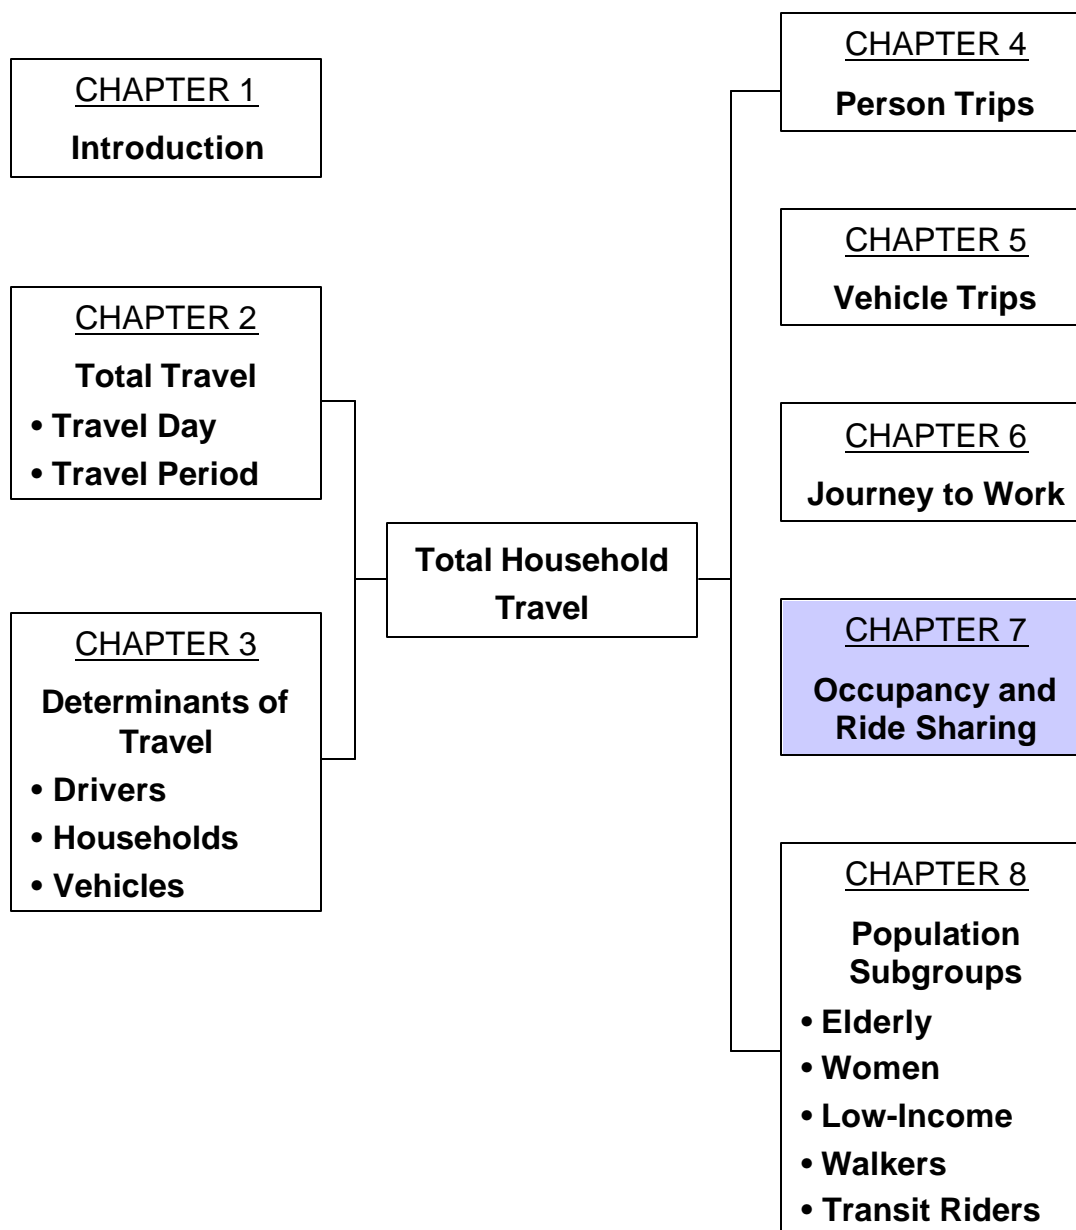 CHAPTER 1
Introduction
CHAPTER 2
Total Travel
• Travel Day
• Travel Period
CHAPTER 3
Determinants of
Travel
• Drivers
• Households
• Vehicles
Total Household
Travel
CHAPTER 4
Person Trips
CHAPTER 5
Vehicle Trips
CHAPTER 6
Journey to Work
CHAPTER 7
Occupancy and
Ride Sharing
CHAPTER 8
Population
Subgroups
• Elderly
• Women
• Low-Income
• Walkers
• Transit Riders